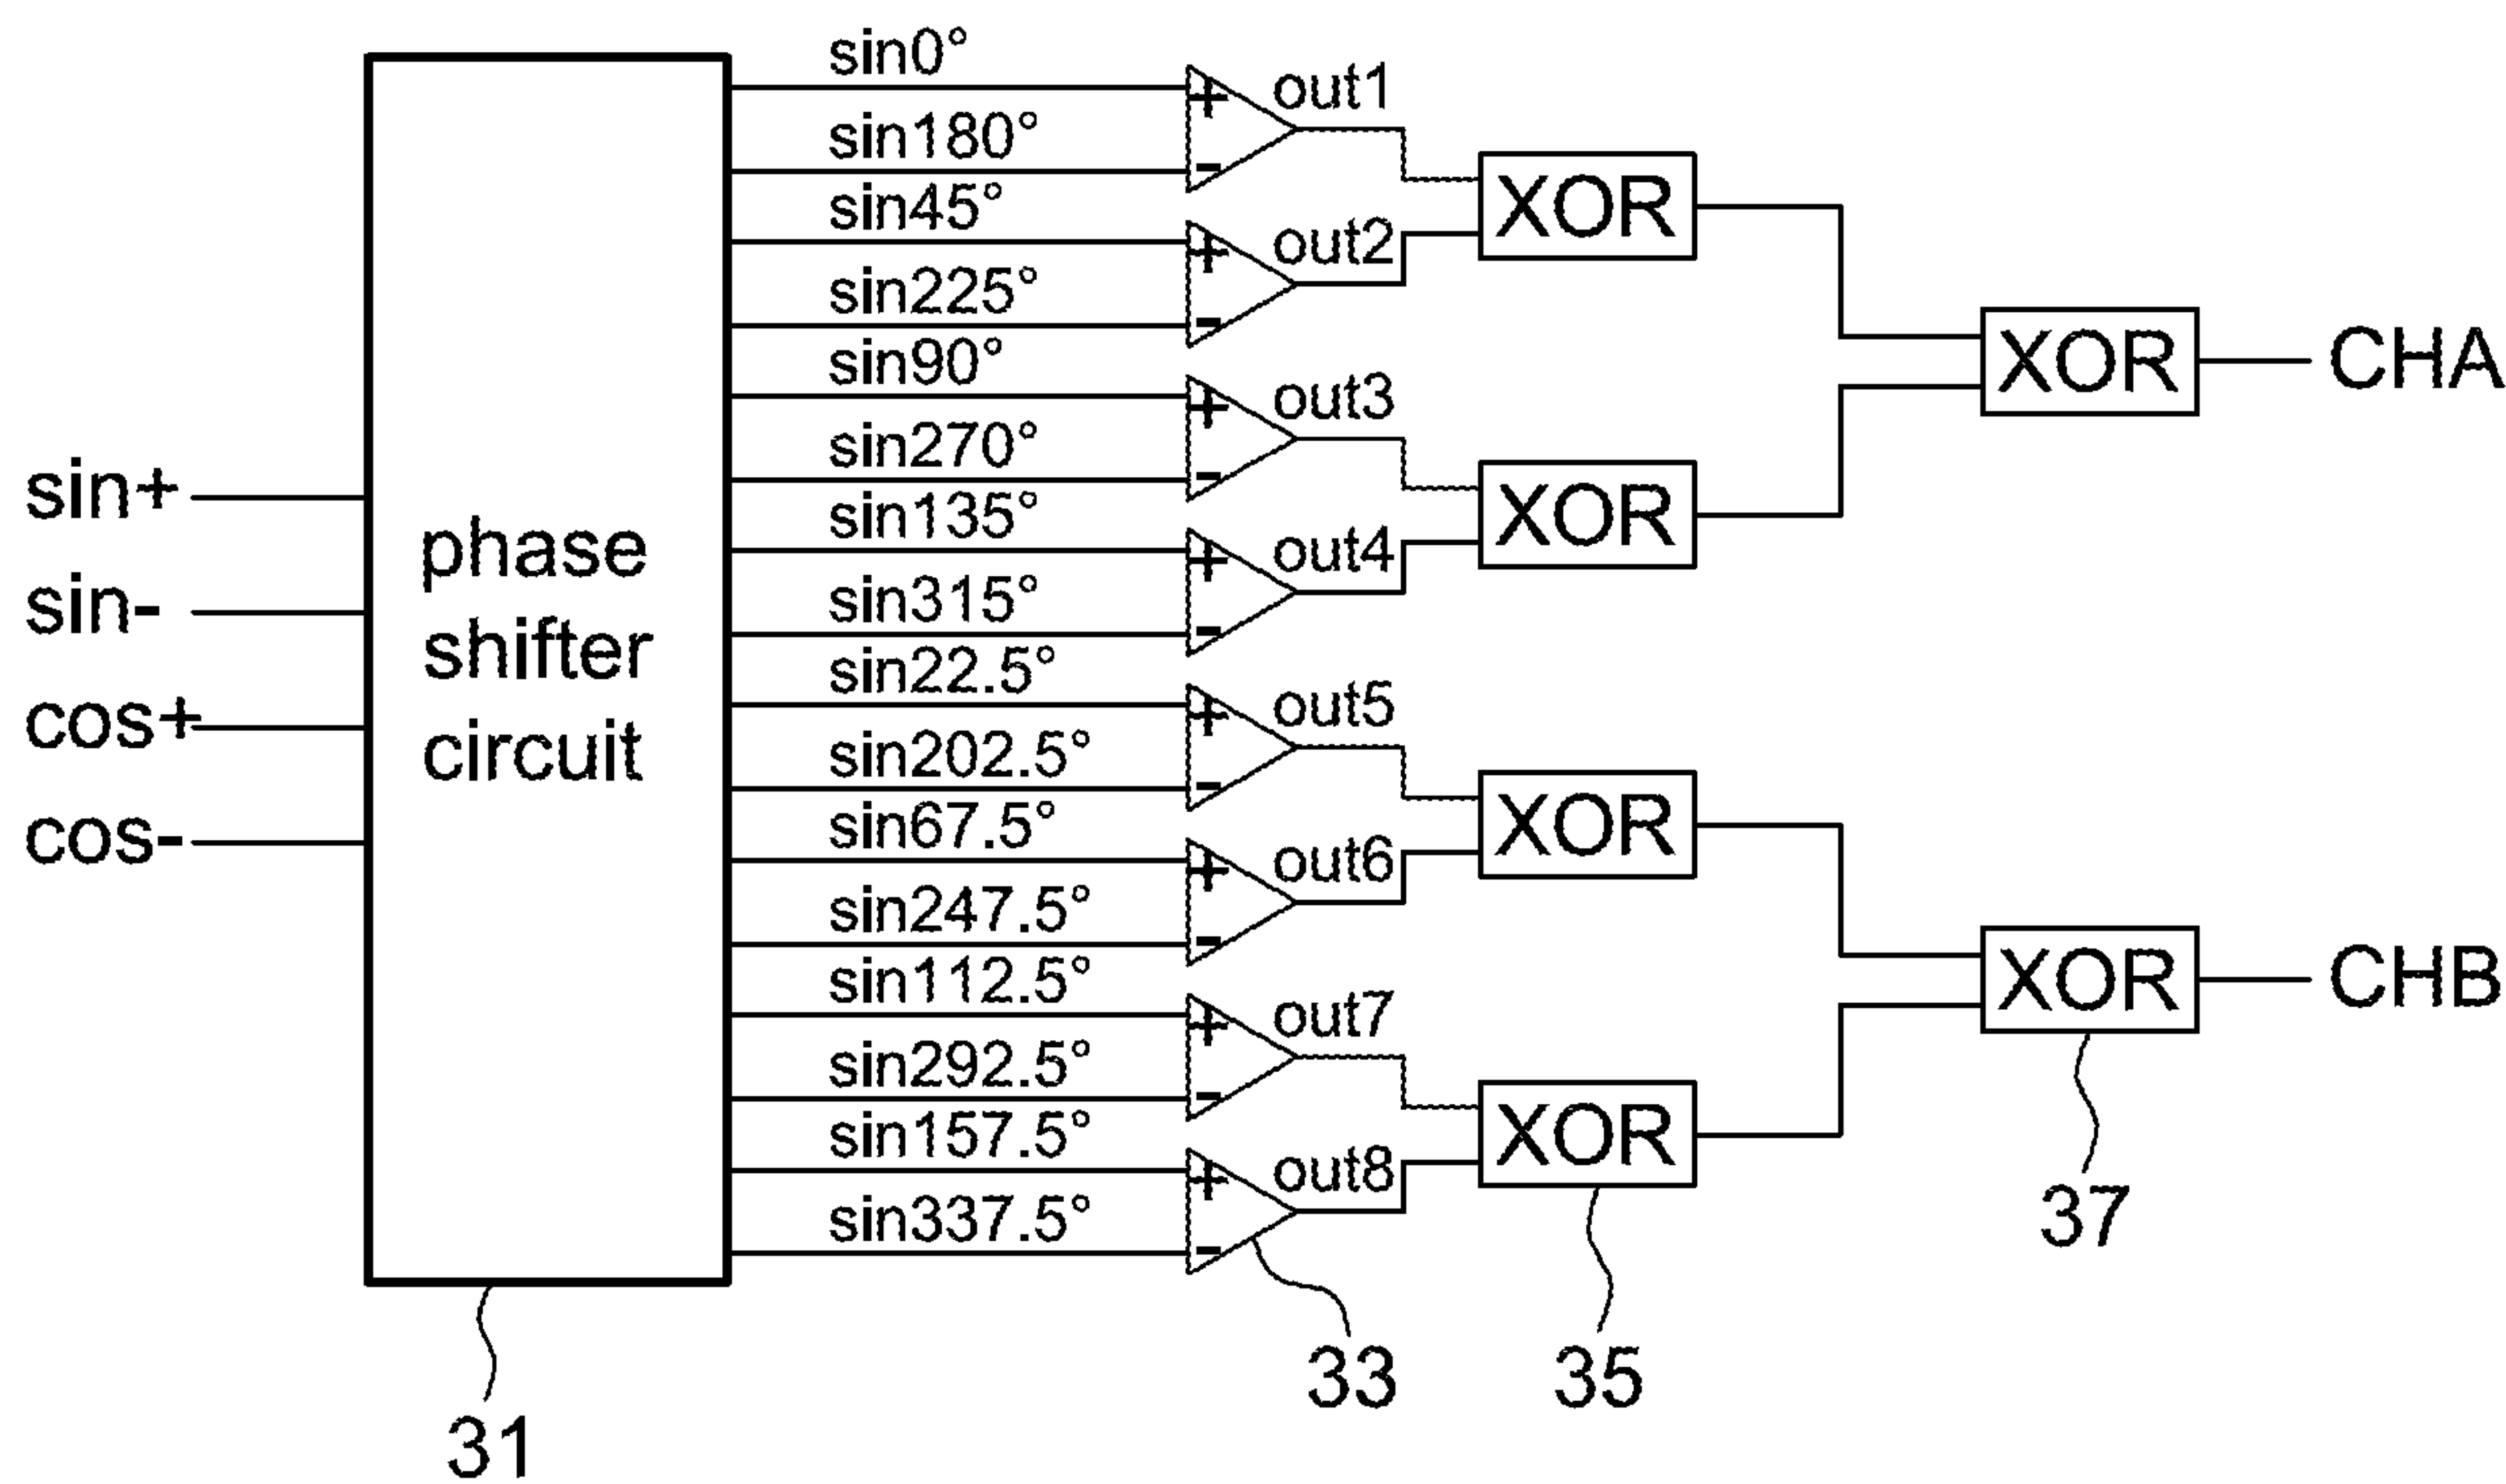 sin+
sin-
cos+
cos-
phase
shifter
circuit
31
sin0°
sin180°
sin45°
sin225°
sin90°
sin270°
sin135°
sin315°
sin22.5°
sin202.5°
sin67.5°
sin247.5°
sin112.5°
sin292.5°
sin157.5°
sin337.5°
+
-
+
-
+
-
+
-
+
-
+
-
+
-
+
-
out1
out2
out3
out4
out5
out6
out7
out8
33
XOR
XOR
XOR
XOR
35
XOR
XOR
37
CHA
CHB